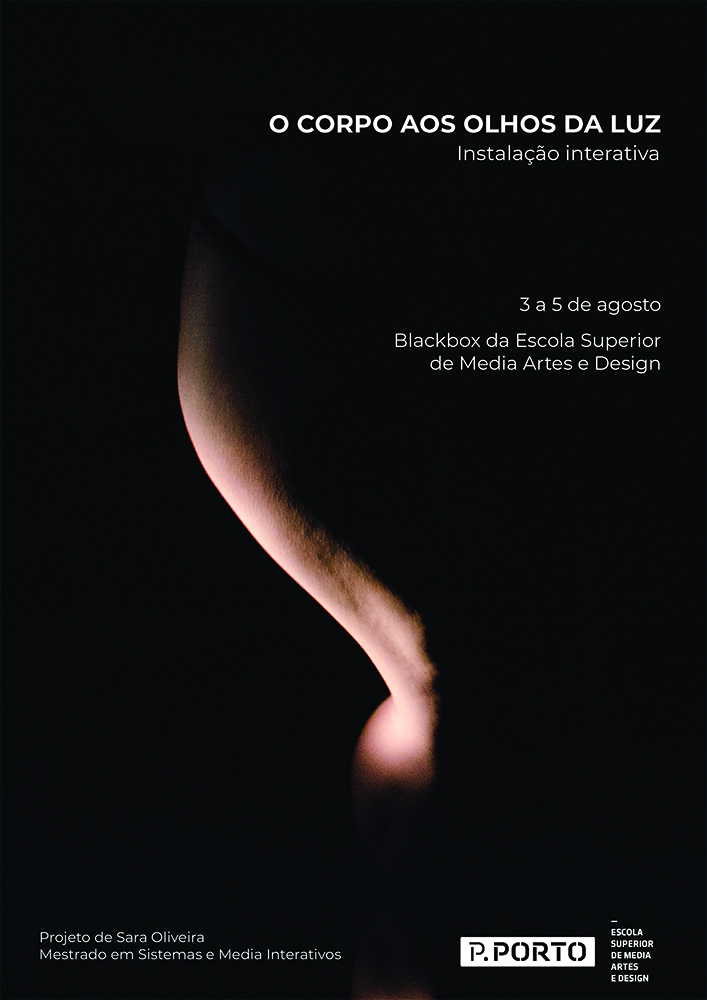 O CORPO AOS OLHOS DA LUZ
Instalação interativa
3 a 5 de agosto
Blackbox da Escola Superior
de Media Artes e Design
Projeto de Sara Oliveira
Mestrado em Sistemas e Media Interativos
P.PORTO
ESCOLA
SUPERIOR
DE MEDIA
ARTES
E DESIGN